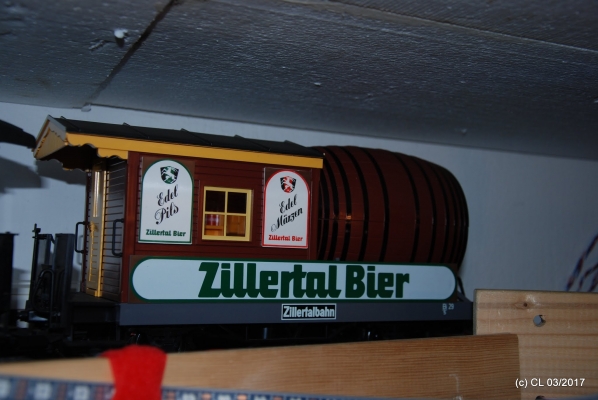 Edel
Pils
Zillertal Bier
Edel
Märzen
Zillertal Bier
Zillertal Bier
Zillertalbahn
(c) CL 03/2017